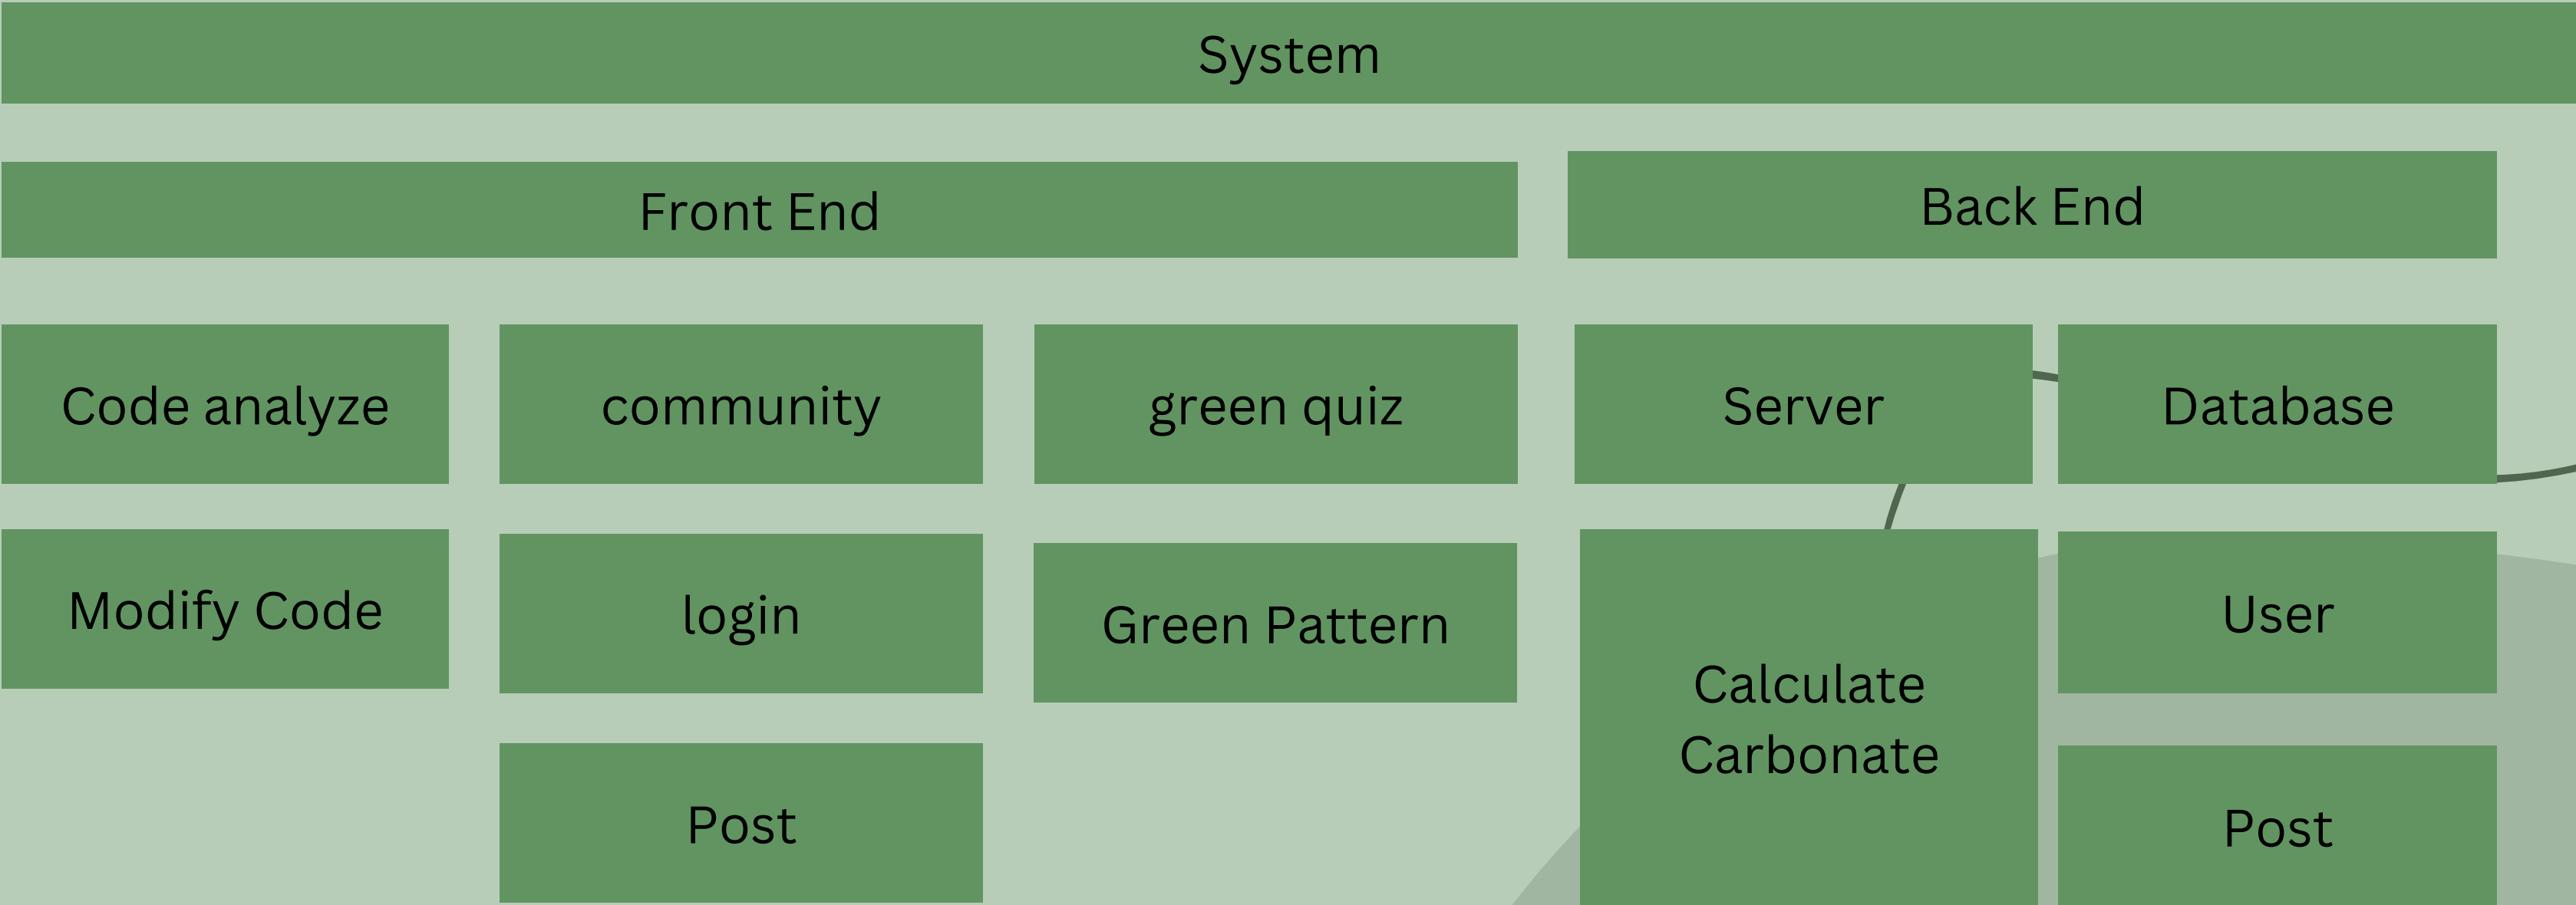 System
Front End
Back End
Code analyze
community
green quiz
Server
Database
Modify Code
login
Green Pattern
Calculate
Carbonate
User
Post
Post